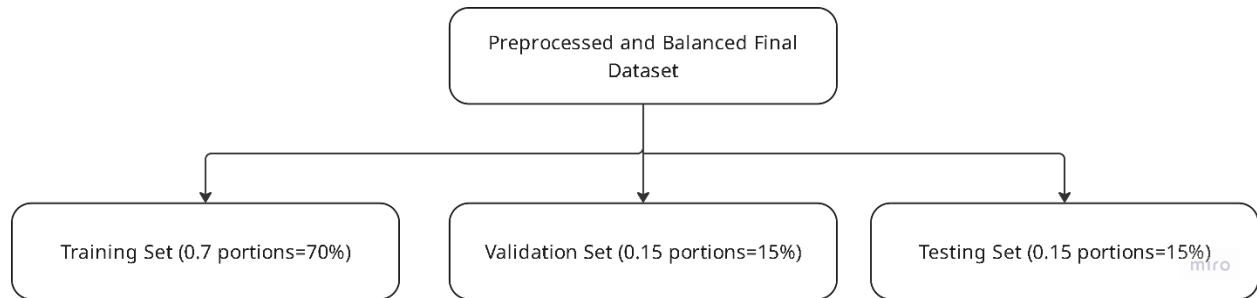 Preprocessed and Balanced Final
Dataset
Training Set (0.7 portions=70%)
Validation Set (0.15 portions=15%)
Testing Set (0.15 portions=15%)
miro